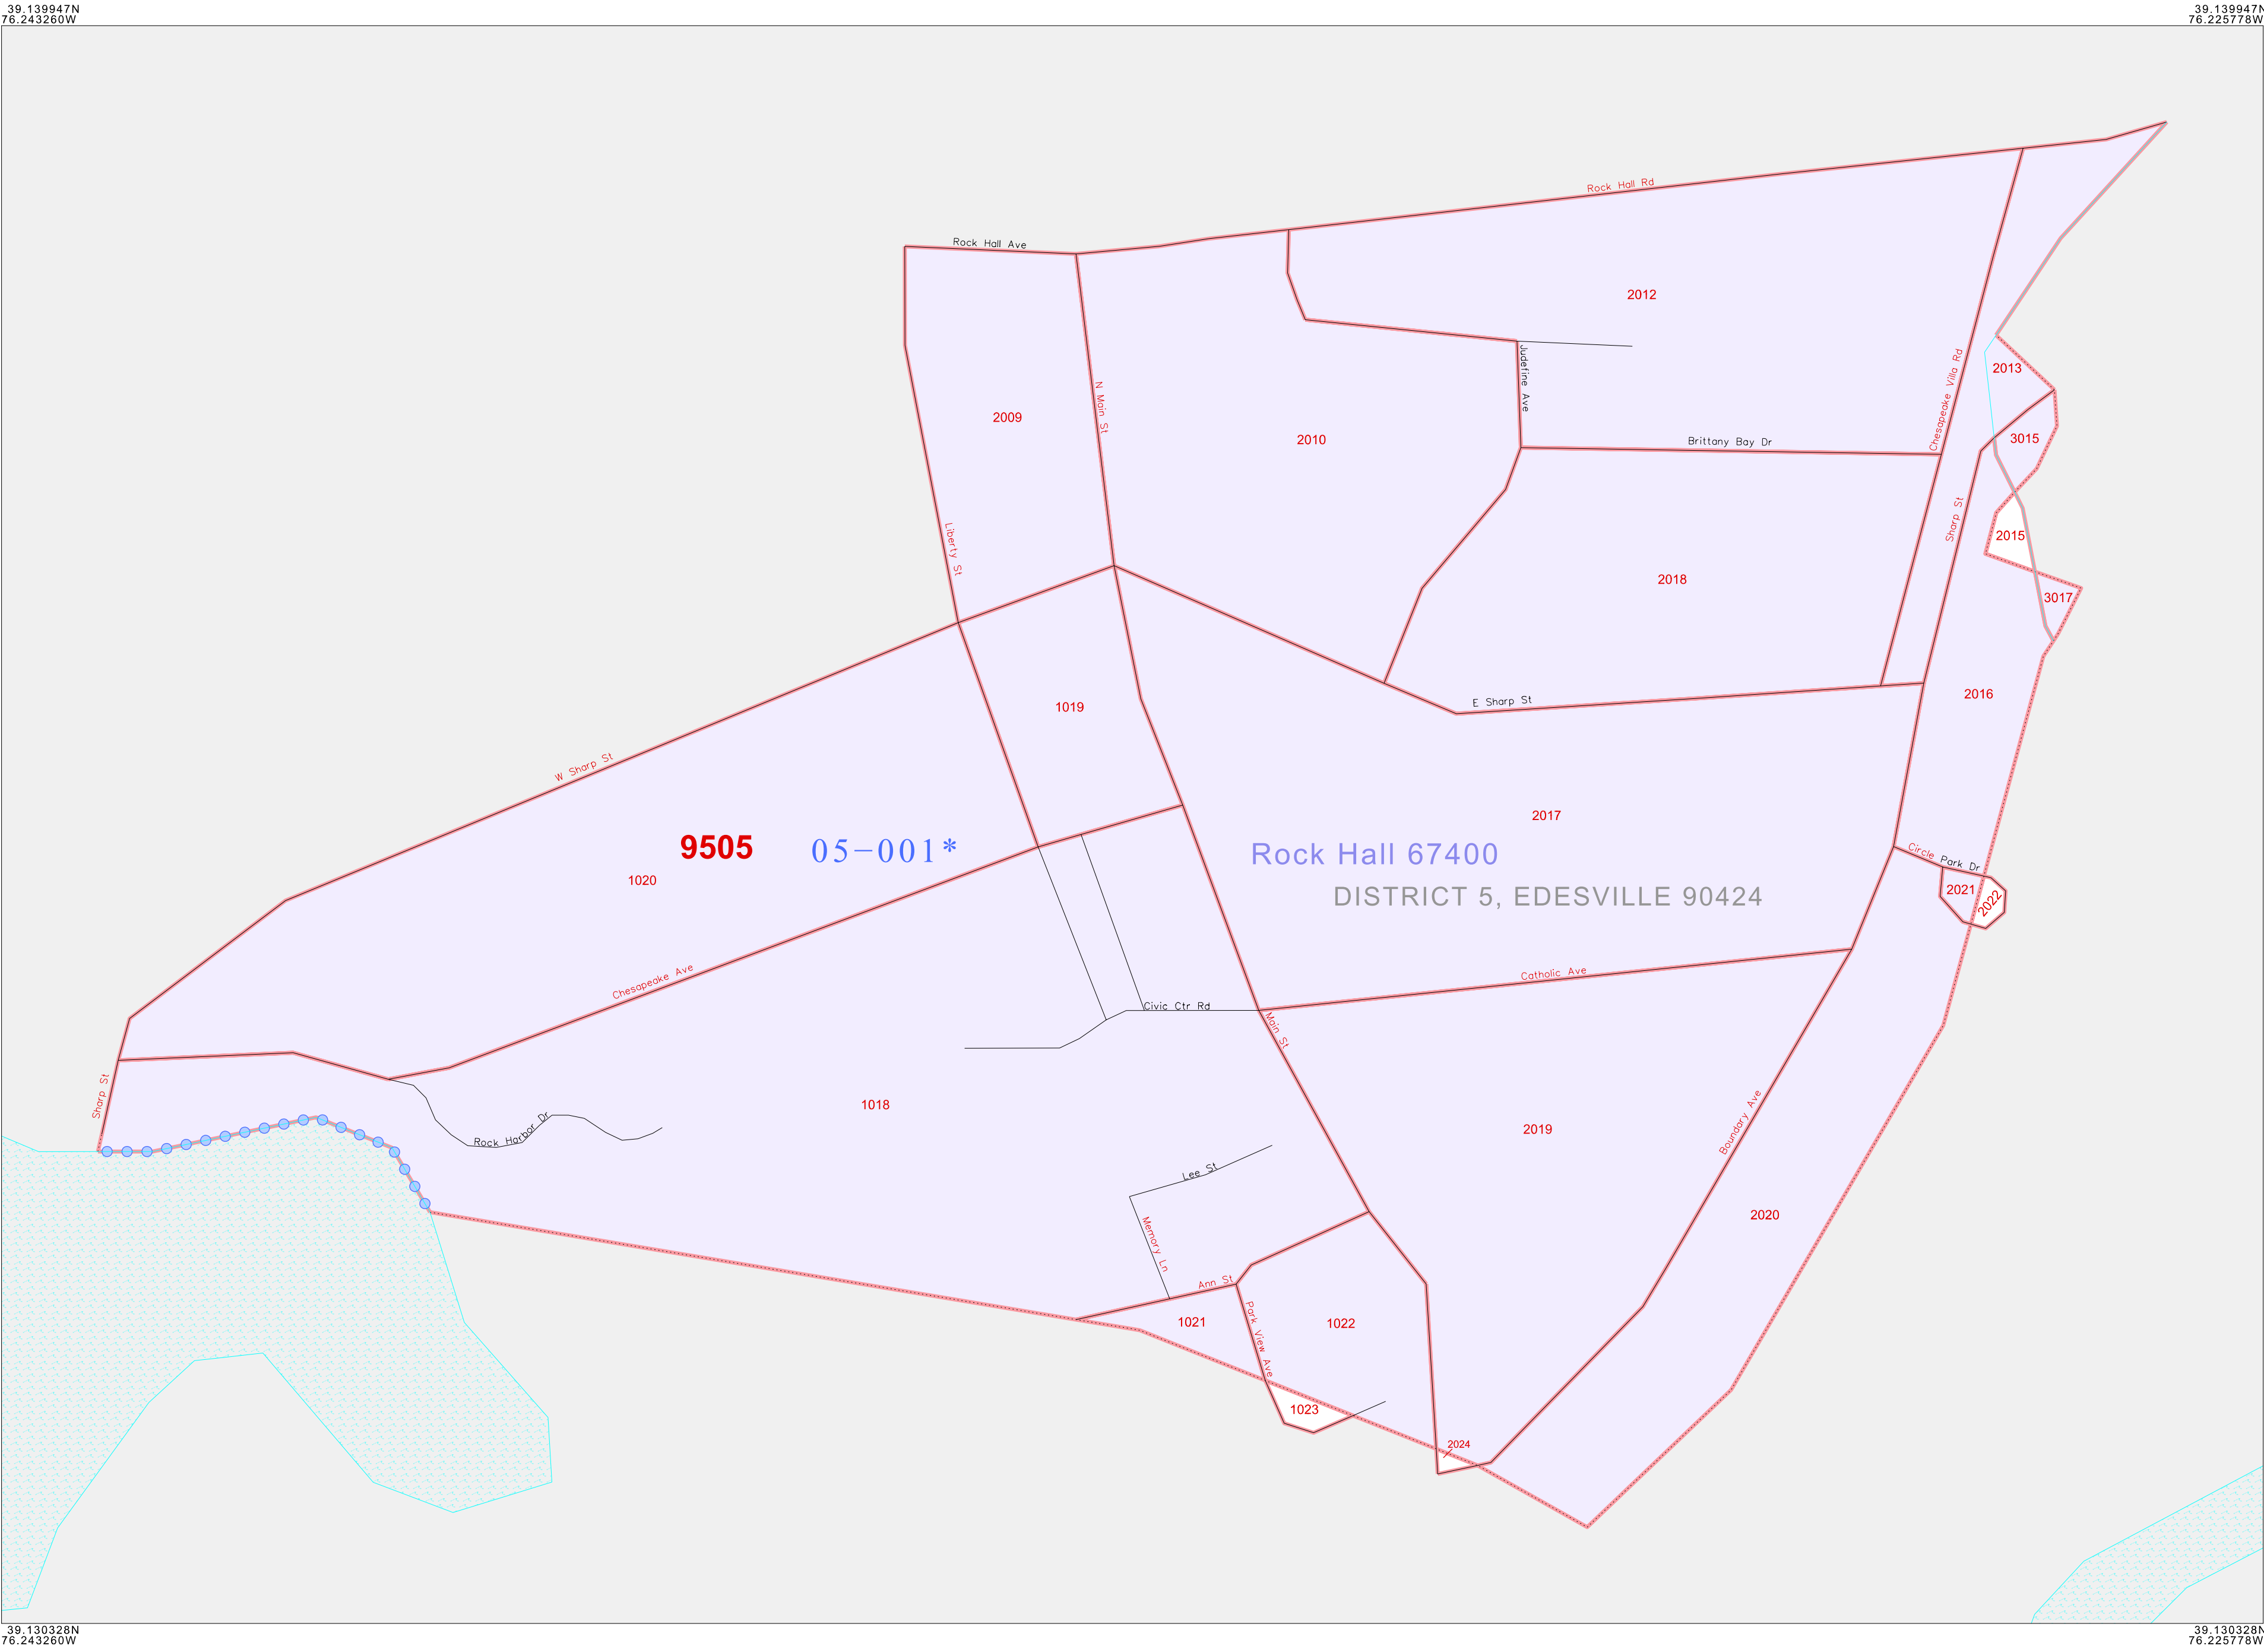 39.139947N
76.243260W
39.139947N
76.225778W
Rock Hall Rd
Rock Hall Ave
2012
Judefine Ave
Chesapeake Villa Rd
2013
N Main St
2009
2010
Brittany Bay Dr
3015
Liberty St
Sharp St
2015
2018
3017
E Sharp St
2016
1019
W Sharp St
2017
9505
05-001*
Rock Hall 67400
Circle Park Dr
1020
DISTRICT 5, EDESVILLE 90424
2021
2022
Chesapeake Ave
Catholic Ave
Civic Ctr Rd
Main St
Sharp St
1018
Rock Harbor Dr
2019
Boundary Ave
Lee St
2020
Memory Ln
Ann St
1021
Park View Ave
1022
1023
2024
39.130328N
76.243260W
39.130328N
76.225778W